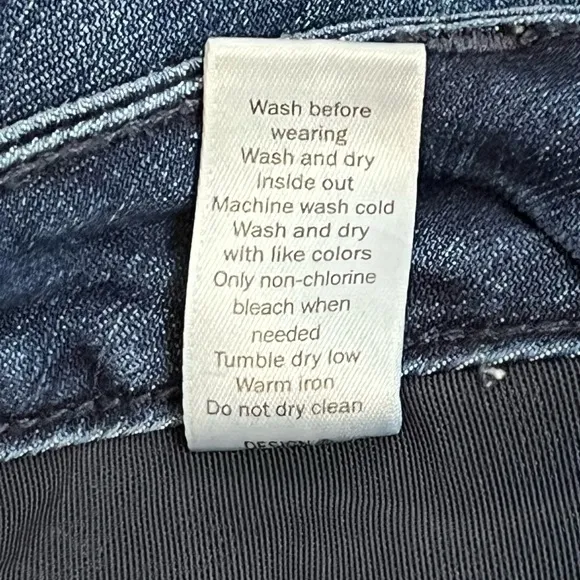 Wash before
wearing
Wash and dry
Inside out
Machine wash cold
Wash and dry
with like colors
Only non-chlorine
bleach when
needed
Tumble dry low
Warm iron
Do not dry clean
DESIGN